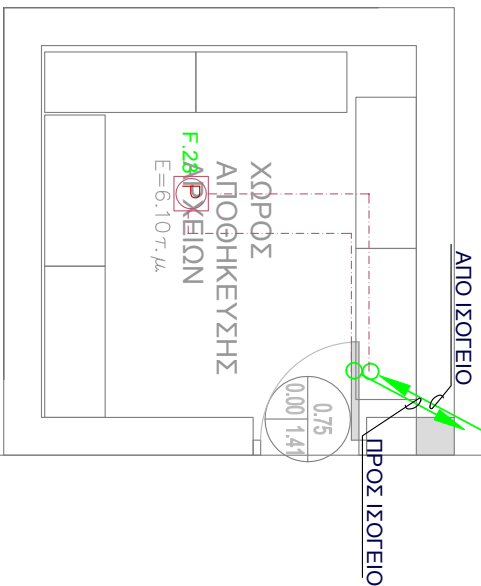 ΧΩΡΟΣ
ΑΠΟΘΗΚΕΥΣΗΣ
ΑΡΧΕΙΩΝ
Ε=6.10τ.μ.
F.28
P
ΑΠΟ ΙΣΟΓΕΙΟ
ΠΡΟΣ ΙΣΟΓΕΙΟ
0.75
0.00 1.41